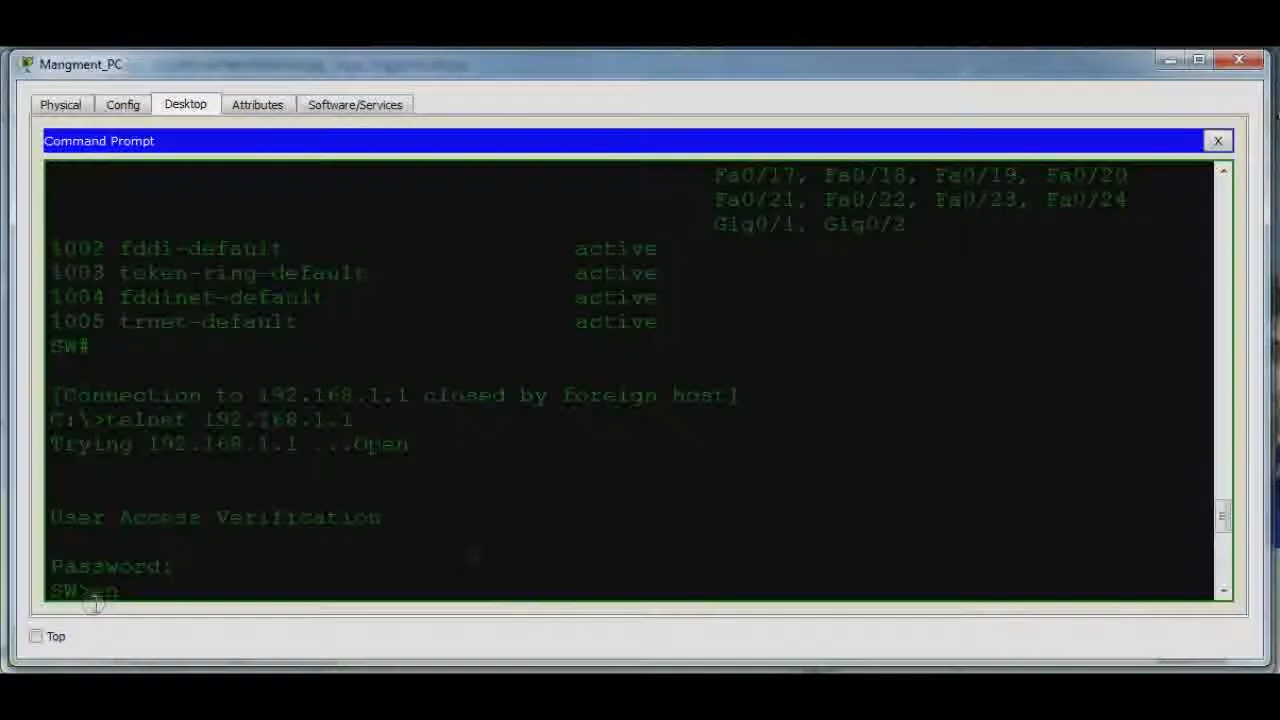 Mangment_PC
Physical Config Desktop Attributes Software/Services
Command Prompt X
Fa0/17, Fa0/18, Fa0/19, Fa0/20
Fa0/21, Fa0/22, Fa0/23, Fa0/24
Gig0/1, Gig0/2
1002 fddi-default active
1003 token-ring-default active
1004 fddinet-default active
1005 trnet-default active
SW#
[Connection to 192.168.1.1 closed by foreign host]
C:\>telnet 192.168.1.1
Trying 192.168.1.1 ...Open
User Access Verification
Password:
SW>en
Top